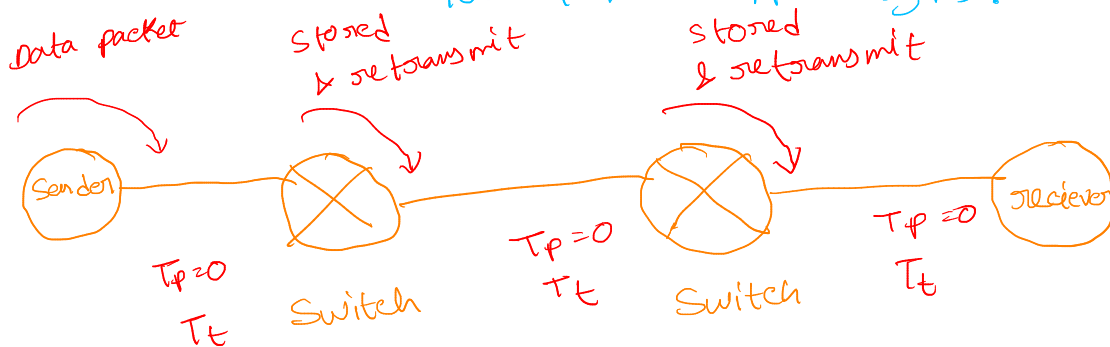 Data packet
stored
& retransmit
stored
& retransmit
sender
reciever
Tp=0
Tt
Switch
Tp=0
Tt
Switch
Tp=0
Tt